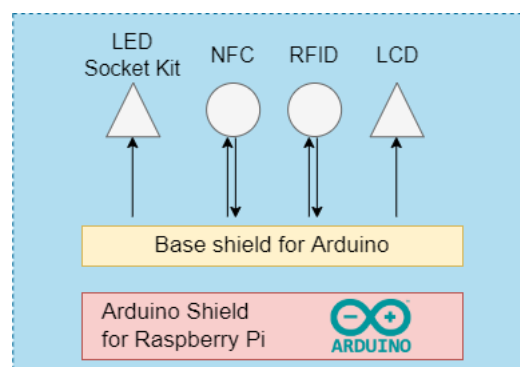 LED
Socket Kit
NFC
RFID
LCD
Base shield for Arduino
Arduino Shield
for Raspberry Pi
ARDUINO